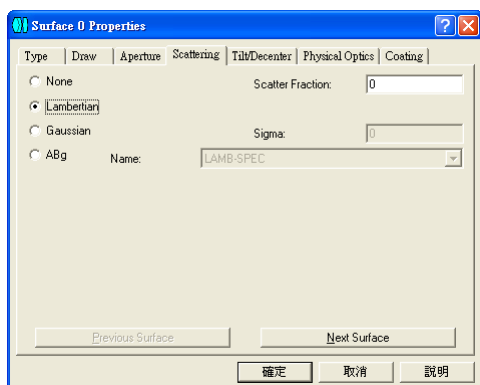 Surface 0 Properties
Type Draw Aperture Scattering Tilt/Decenter Physical Optics Coating
None Scatter Fraction: 0
Lambertian
Gaussian Sigma: 0
ABg Name: LAMB-SPEC
Previous Surface Next Surface
確定 取消 說明